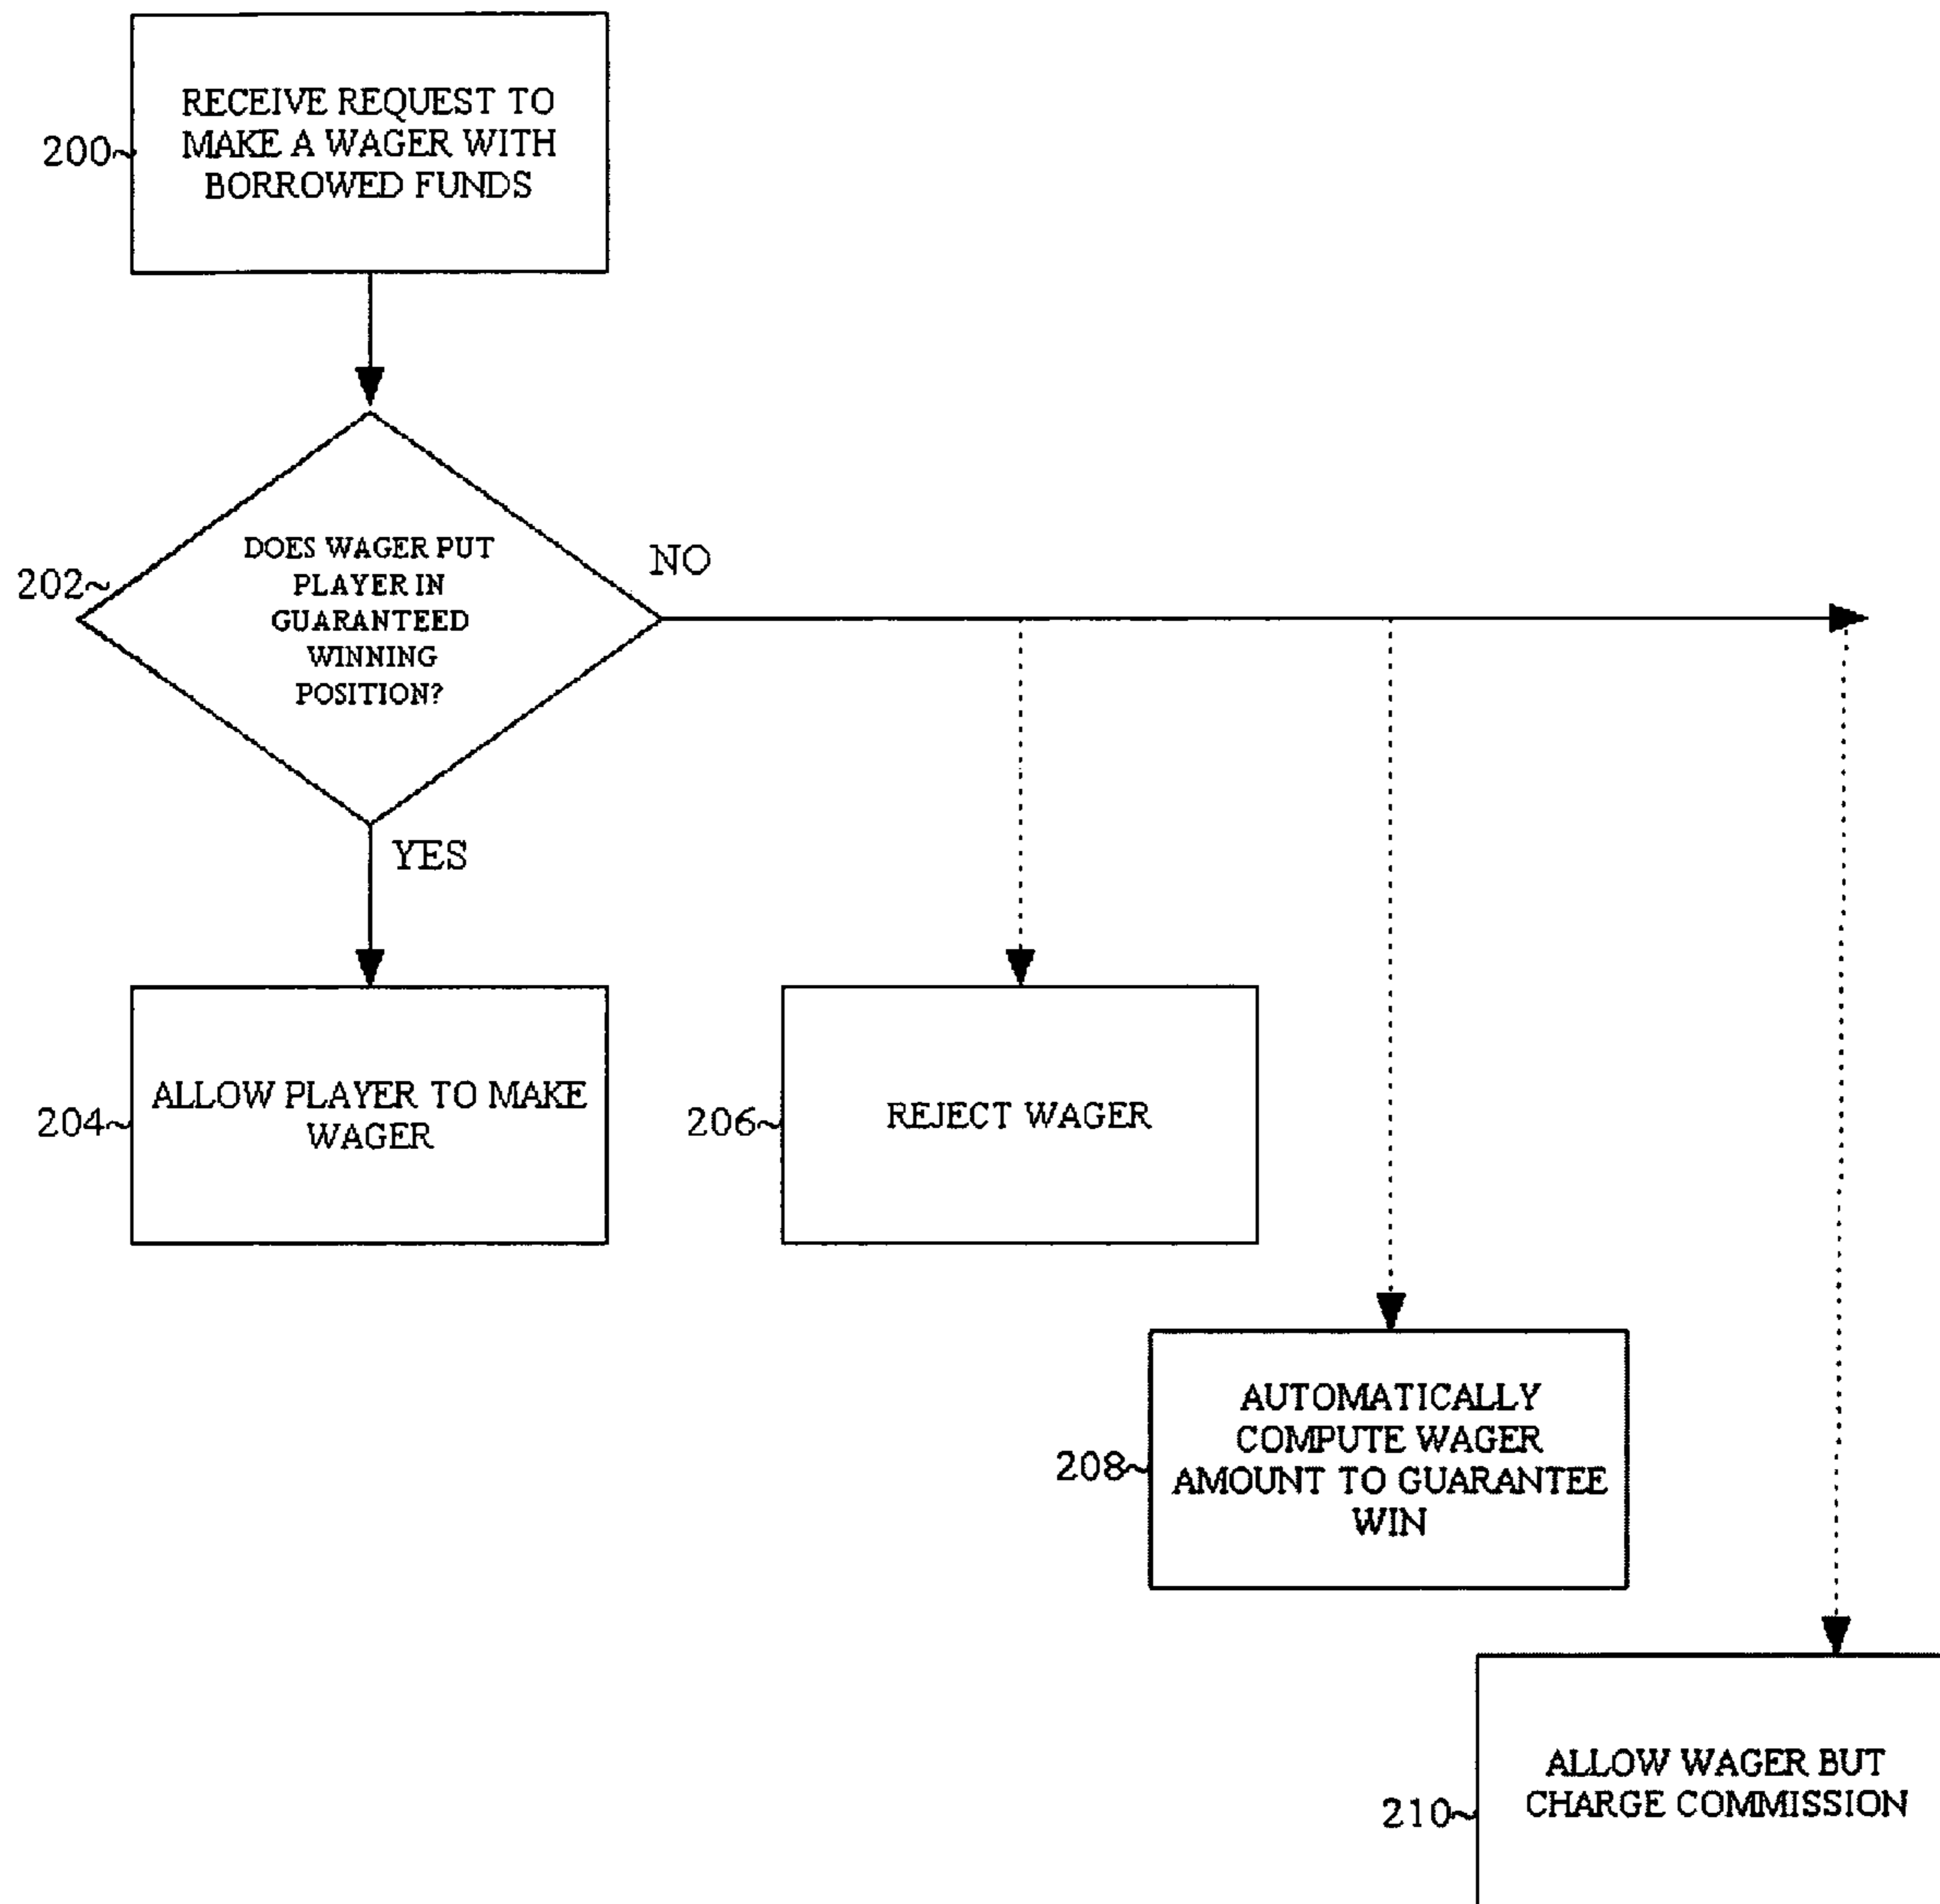 RECEIVE REQUEST TO
MAKE A WAGER WITH
BORROWED FUNDS
200~
DOES WAGER PUT
PLAYER IN
GUARANTEED
WINNING
POSITION?
202~
NO
YES
ALLOW PLAYER TO MAKE
WAGER
204~
REJECT WAGER
206~
AUTOMATICALLY
COMPUTE WAGER
AMOUNT TO GUARANTEE
WIN
208~
ALLOW WAGER BUT
CHARGE COMMISSION
210~